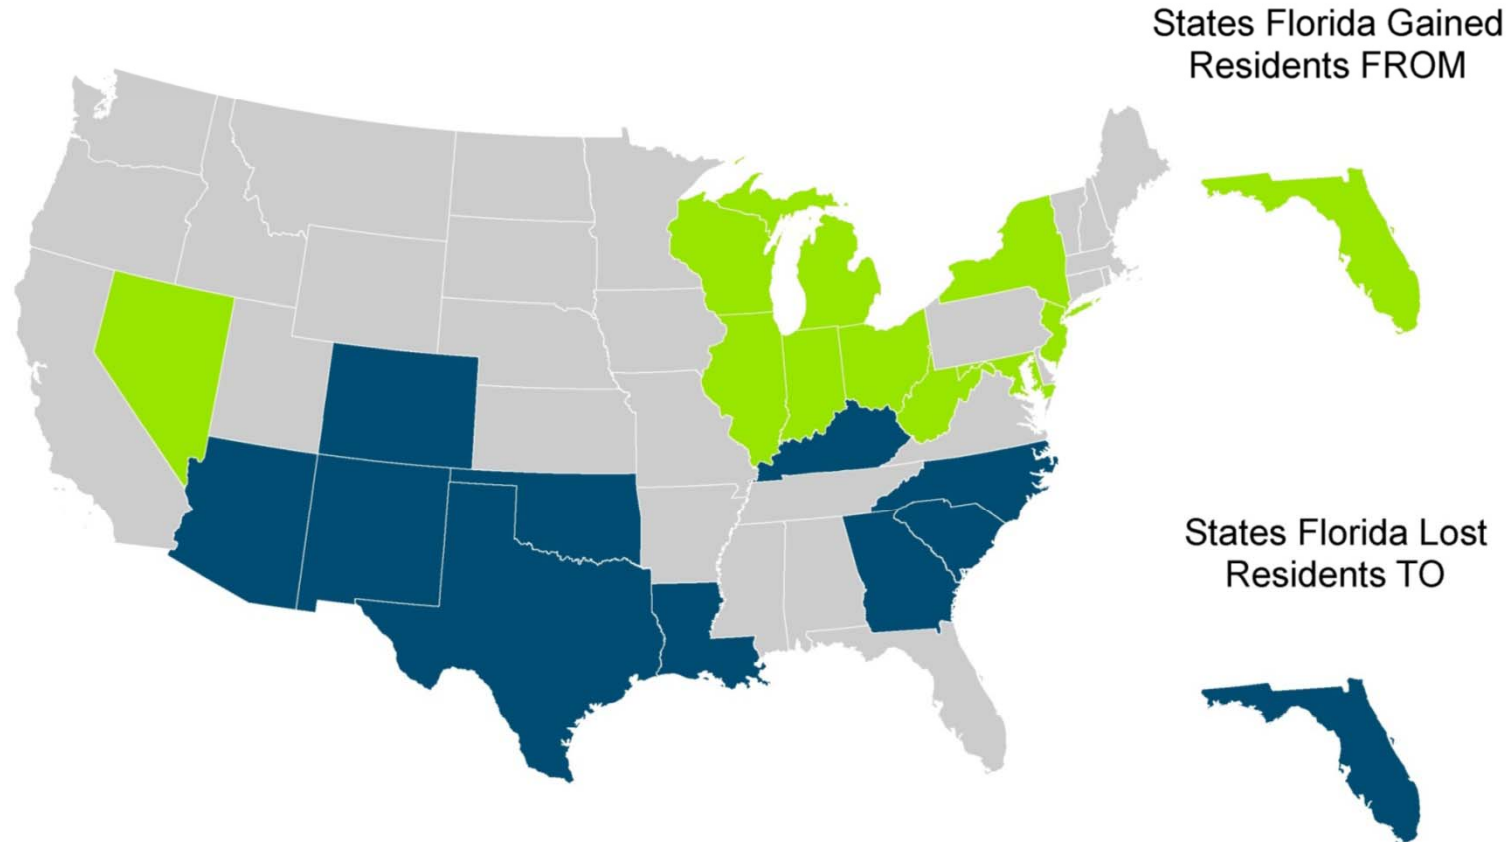 States Florida Gained
Residents FROM
States Florida Lost
Residents TO